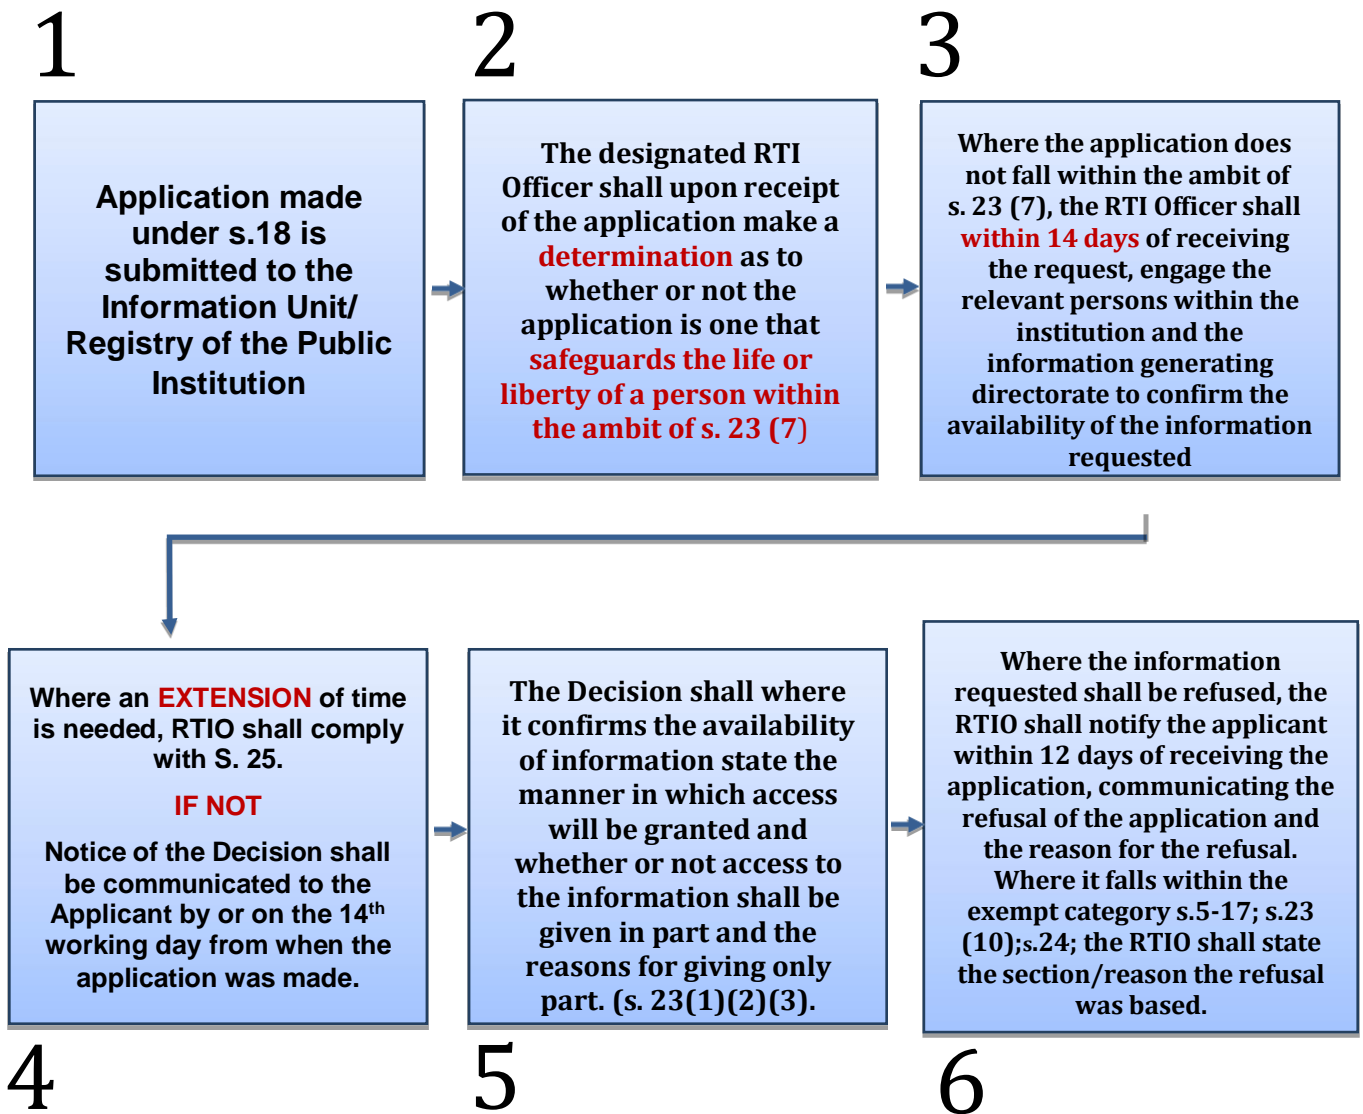 1
Application made
under s.18 is
submitted to the
Information Unit/
Registry of the Public
Institution
2
The designated RTI
Officer shall upon receipt
of the application make a
determination as to
whether or not the
application is one that
safeguards the life or
liberty of a person within
the ambit of s. 23 (7)
3
Where the application does
not fall within the ambit of
s. 23 (7), the RTI Officer shall
within 14 days of receiving
the request, engage the
relevant persons within the
institution and the
information generating
directorate to confirm the
availability of the information
requested
Where an EXTENSION of time
is needed, RTIO shall comply
with S. 25.
IF NOT
Notice of the Decision shall
be communicated to the
Applicant by or on the 14th
working day from when the
application was made.
4
The Decision shall where
it confirms the availability
of information state the
manner in which access
will be granted and
whether or not access to
the information shall be
given in part and the
reasons for giving only
part. (s. 23(1)(2)(3).
5
Where the information
requested shall be refused, the
RTIO shall notify the applicant
within 12 days of receiving the
application, communicating the
refusal of the application and
the reason for the refusal.
Where it falls within the
exempt category s.5-17; s.23
(10);s.24; the RTIO shall state
the section/reason the refusal
was based.
6